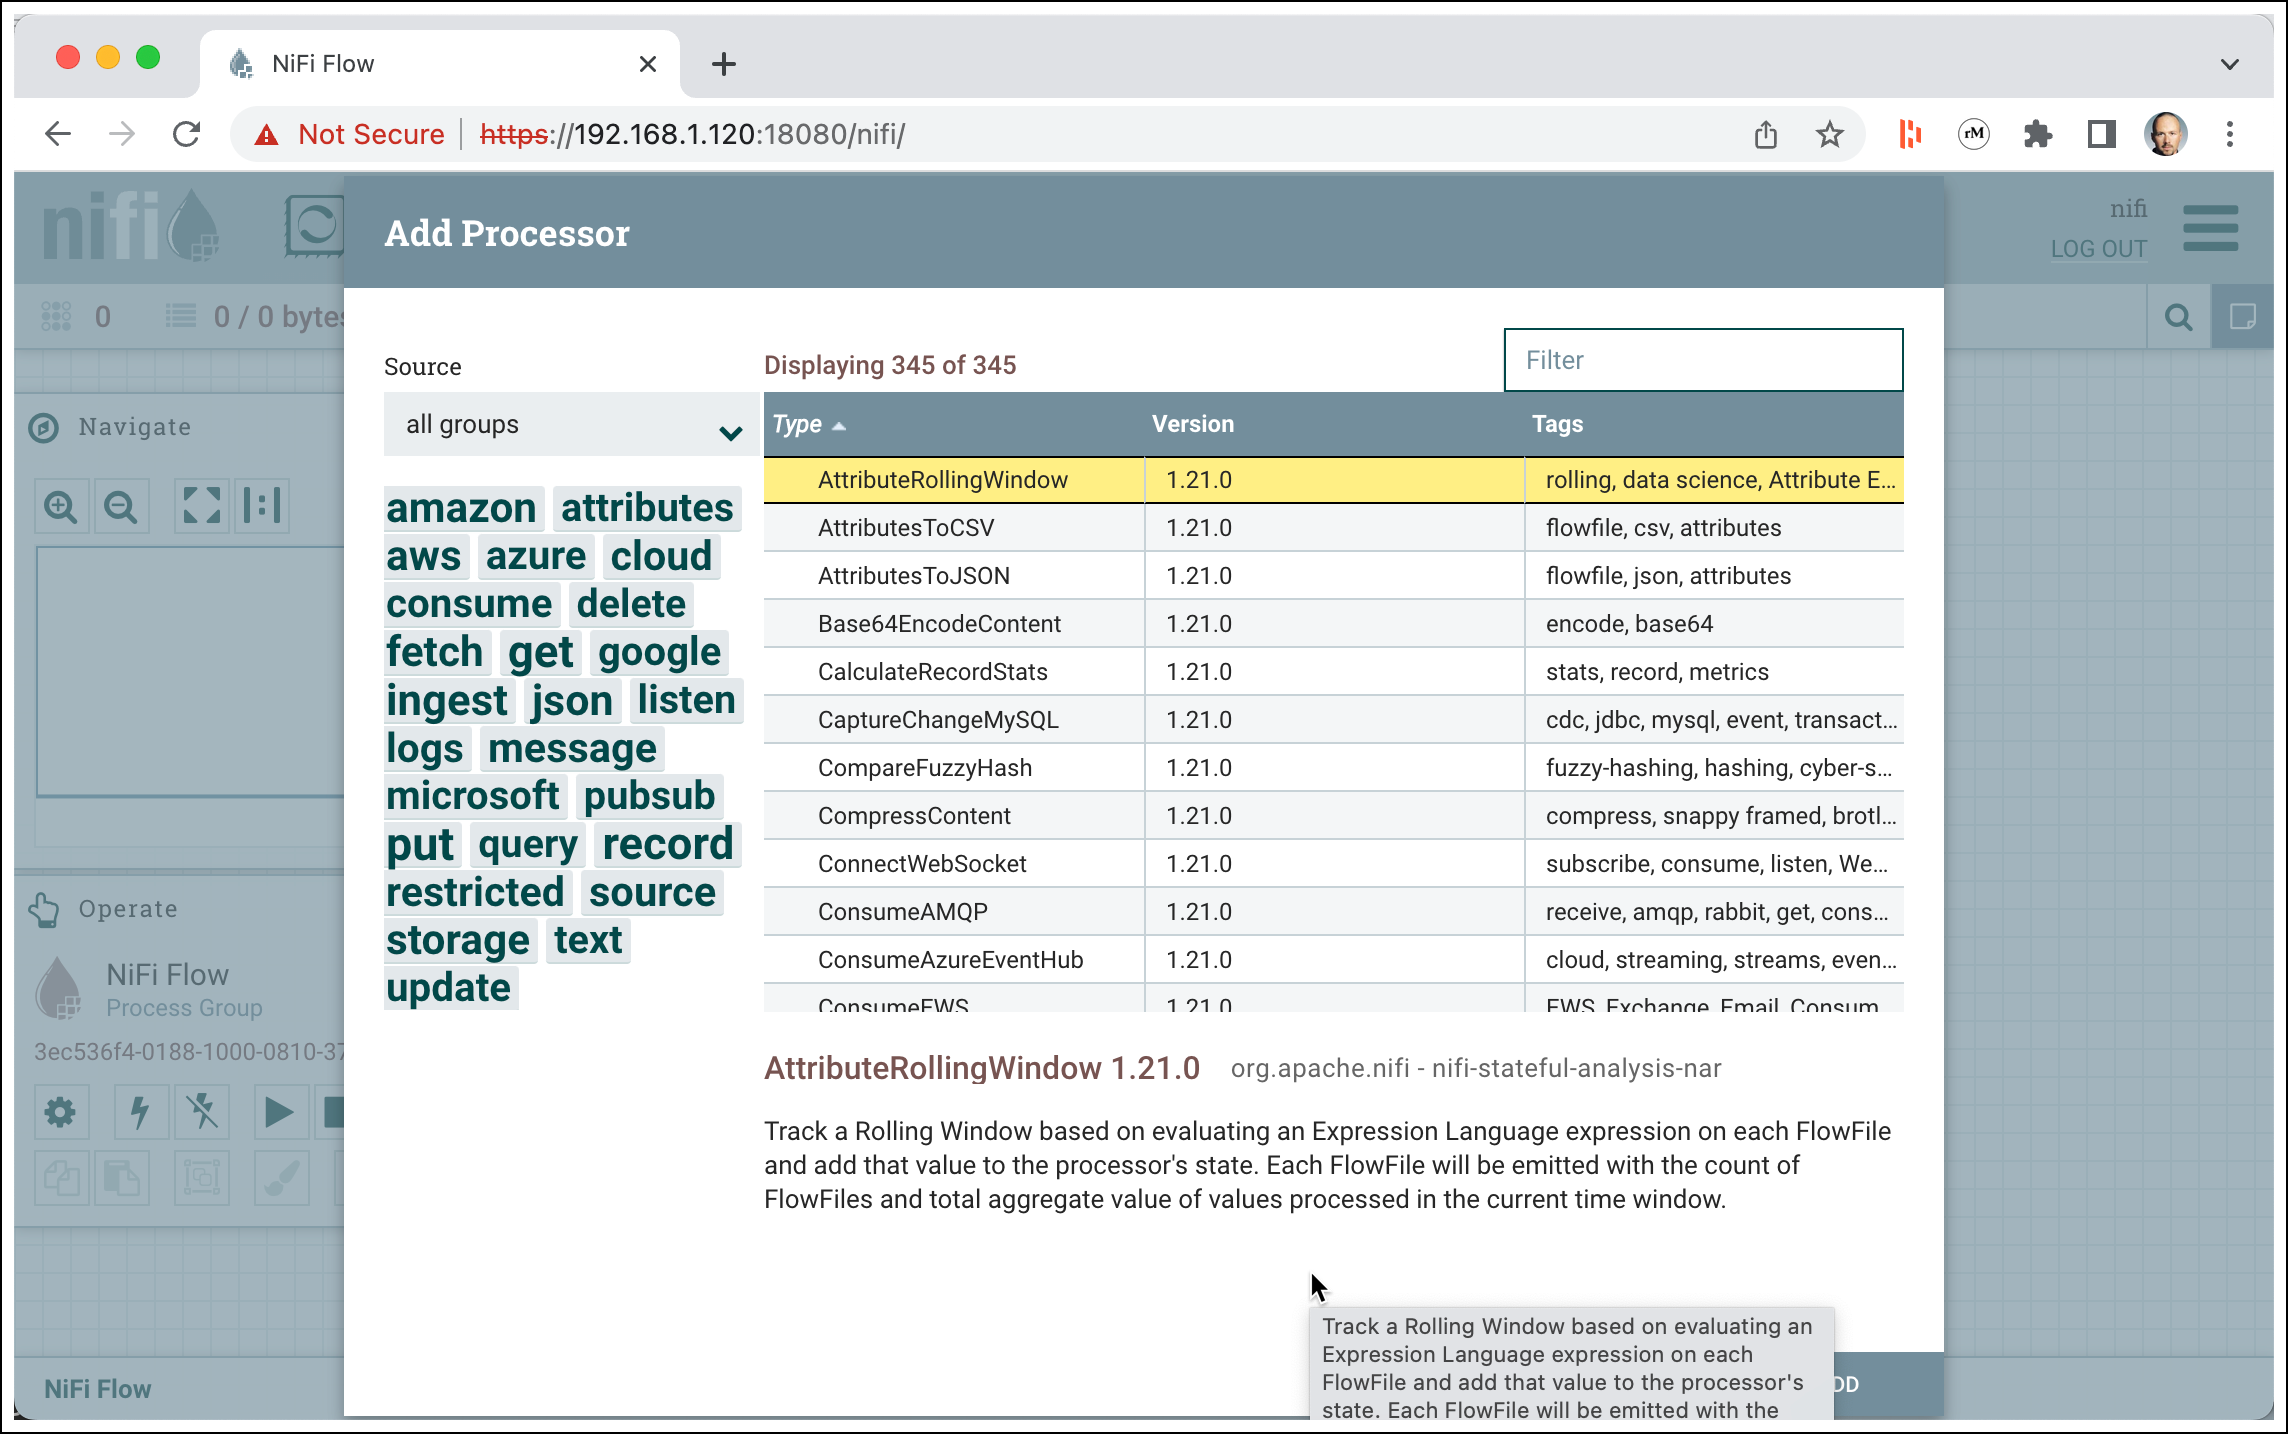 NiFi Flow
Not Secure https://192.168.1.120:18080/nifi/
rM
nifi
nifi
LOG OUT
Add Processor
0
0 / 0 bytes
Source
Displaying 345 of 345
Filter
all groups
Type Version Tags
AttributeRollingWindow 1.21.0 rolling, data science, Attribute E...
AttributesToCSV 1.21.0 flowfile, csv, attributes
AttributesToJSON 1.21.0 flowfile, json, attributes
Base64EncodeContent 1.21.0 encode, base64
CalculateRecordStats 1.21.0 stats, record, metrics
CaptureChangeMySQL 1.21.0 cdc, jdbc, mysql, event, transact...
CompareFuzzyHash 1.21.0 fuzzy-hashing, hashing, cyber-s...
CompressContent 1.21.0 compress, snappy framed, brotl...
ConnectWebSocket 1.21.0 subscribe, consume, listen, We...
ConsumeAMQP 1.21.0 receive, amqp, rabbit, get, cons...
ConsumeAzureEventHub 1.21.0 cloud, streaming, streams, even...
ConsumeEWS 1.21.0 EWS, Exchange, Email, Consum
amazon attributes
aws azure cloud
consume delete
fetch get google
ingest json listen
logs message
microsoft pubsub
put query record
restricted source
storage text
update
Navigate
Operate
NiFi Flow
Process Group
3ec536f4-0188-1000-0810-37
AttributeRollingWindow 1.21.0 org.apache.nifi - nifi-stateful-analysis-nar
Track a Rolling Window based on evaluating an Expression Language expression on each FlowFile
and add that value to the processor's state. Each FlowFile will be emitted with the count of
FlowFiles and total aggregate value of values processed in the current time window.
Track a Rolling Window based on evaluating an
Expression Language expression on each
FlowFile and add that value to the processor's
state. Each FlowFile will be emitted with the
DD
NiFi Flow